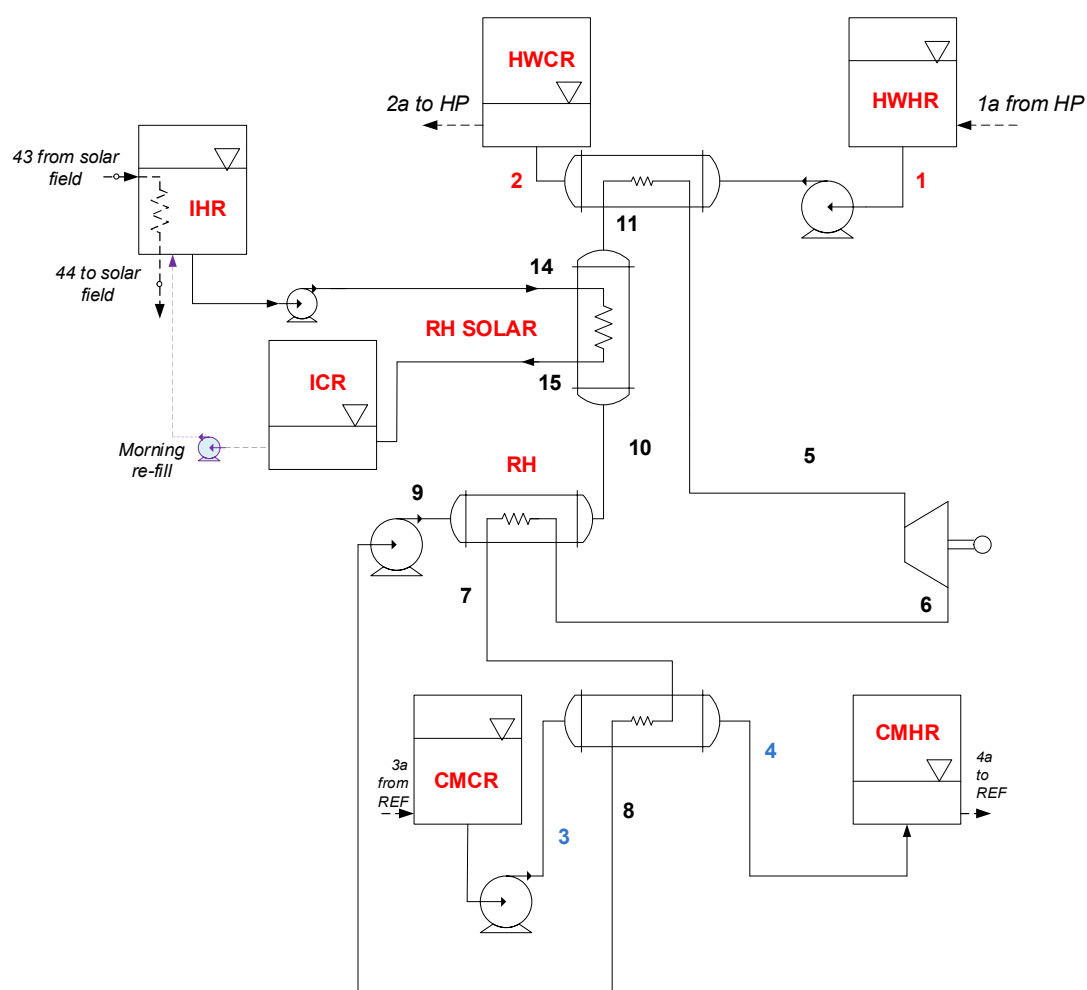 HWCR
HWHR
2a to HP
1a from HP
43 from solar
field
IHR
2
1
11
44 to solar
field
14
RH SOLAR
ICR
15
Morning
re-fill
10
5
RH
9
7
6
CMHR
3a
from
REF
CMCR
4
4a
to
REF
8
3